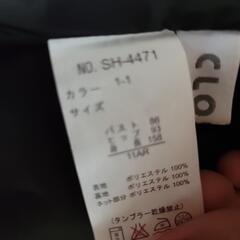 NO. SH-4471
カラー 1-1
サイズ
バスト 86
ヒップ 93
身長 158
11AR
表地 ポリエステル 100%
裏地 ポリエステル 100%
ネット部分 ポリエステル 100%
(タンブラー乾燥禁止)
CLO